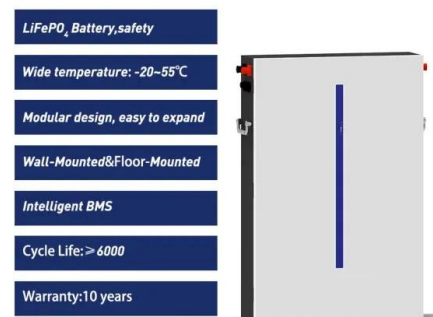 LiFePO4 Battery,safety
Wide temperature: -20~55℃
Modular design, easy to expand
Wall-Mounted&Floor-Mounted
Intelligent BMS
Cycle Life:≥6000
Warranty:10 years